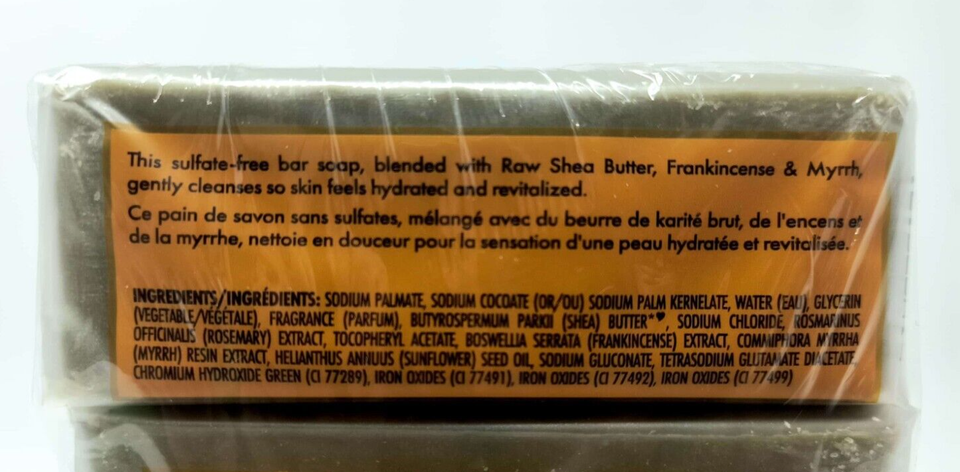 This sulfate-free bar soap, blended with Raw Shea Butter, Frankincense & Myrrh,
gently cleanses so skin feels hydrated and revitalized.
Ce pain de savon sans sulfates, mélangé avec du beurre de karité brut, de l'encens et
de la myrrhe, nettoie en douceur pour la sensation d'une peau hydratée et revitalisée.
INGREDIENTS/INGRÉDIENTS: SODIUM PALMATE, SODIUM COCOATE (OR/OU) SODIUM PALM KERNELATE, WATER (EAU), GLYCERIN
(VEGETABLE/VÉGÉTALE), FRAGRANCE (PARFUM), BUTYROSPERMUM PARKII (SHEA) BUTTER*♥, SODIUM CHLORIDE, ROSMARINUS
OFFICINALIS (ROSEMARY) EXTRACT, TOCOPHERYL ACETATE, BOSWELLIA SERRATA (FRANKINCENSE) EXTRACT, COMMIPHORA MYRRHA
(MYRRH) RESIN EXTRACT, HELIANTHUS ANNUUS (SUNFLOWER) SEED OIL, SODIUM GLUCONATE, TETRASODIUM GLUTAMATE DIACETATE,
CHROMIUM HYDROXIDE GREEN (CI 77289), IRON OXIDES (CI 77491), IRON OXIDES (CI 77492), IRON OXIDES (CI 77499)